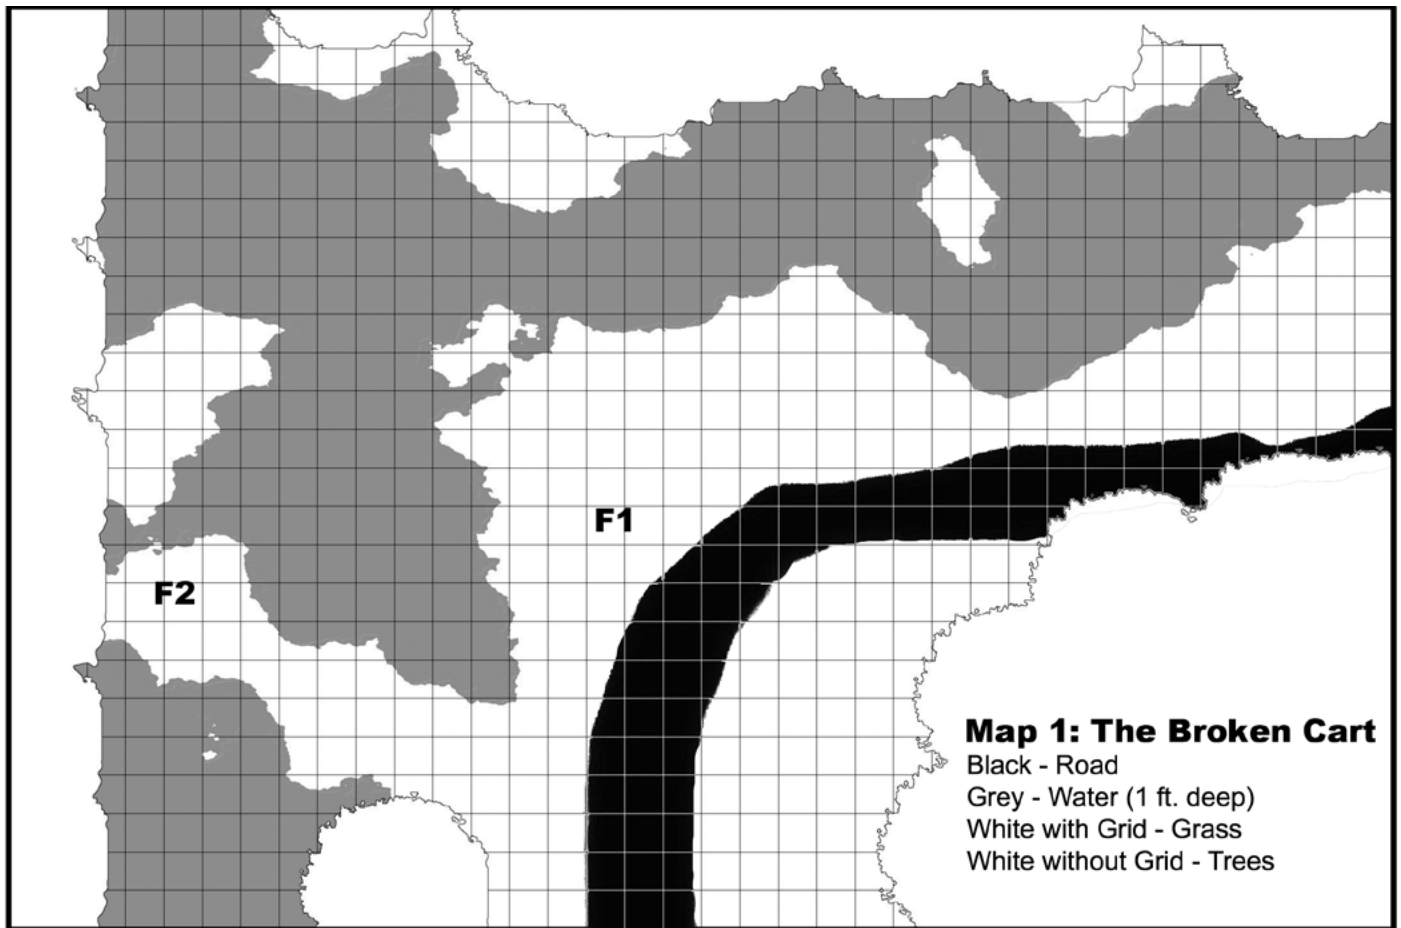 F1
F2
Map 1: The Broken Cart
Black - Road
Grey - Water (1 ft. deep)
White with Grid - Grass
White without Grid - Trees